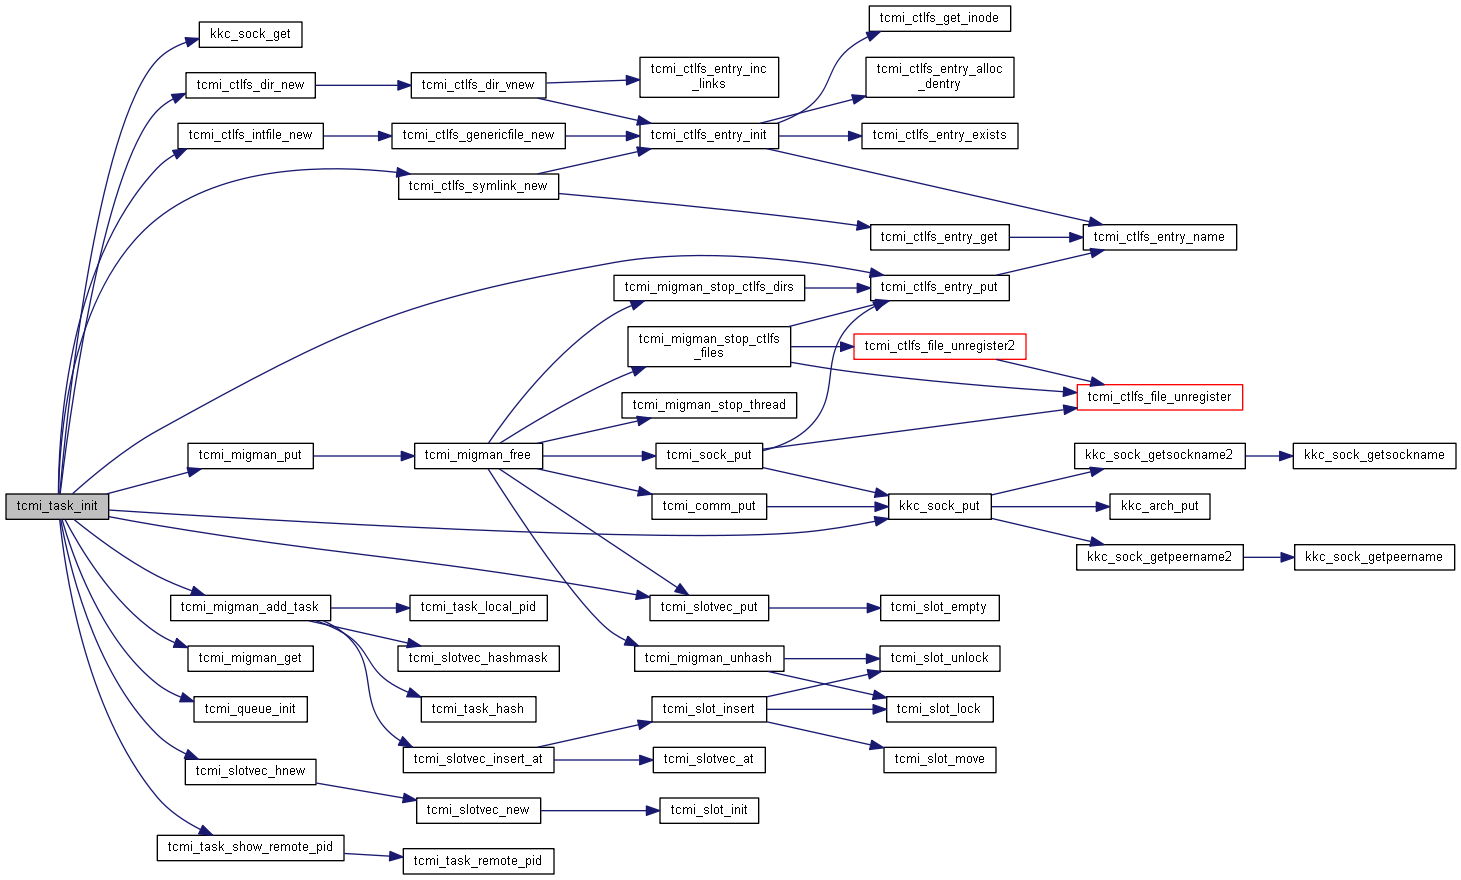 tcmi_ctlfs_get_inode
kkc_sock_get
tcmi_ctlfs_entry_inc
_links
tcmi_ctlfs_entry_alloc
_dentry
tcmi_ctlfs_dir_new
tcmi_ctlfs_dir_vnew
tcmi_ctlfs_intfile_new
tcmi_ctlfs_genericfile_new
tcmi_ctlfs_entry_init
tcmi_ctlfs_entry_exists
tcmi_ctlfs_symlink_new
tcmi_ctlfs_entry_get
tcmi_ctlfs_entry_name
tcmi_migman_stop_ctlfs_dirs
tcmi_ctlfs_entry_put
tcmi_migman_stop_ctlfs
_files
tcmi_ctlfs_file_unregister2
tcmi_ctlfs_file_unregister
tcmi_migman_stop_thread
tcmi_migman_put
tcmi_migman_free
tcmi_sock_put
kkc_sock_getsockname2
kkc_sock_getsockname
tcmi_task_init
tcmi_comm_put
kkc_sock_put
kkc_arch_put
kkc_sock_getpeername2
kkc_sock_getpeername
tcmi_migman_add_task
tcmi_task_local_pid
tcmi_slotvec_put
tcmi_slot_empty
tcmi_migman_get
tcmi_slotvec_hashmask
tcmi_migman_unhash
tcmi_slot_unlock
tcmi_queue_init
tcmi_task_hash
tcmi_slot_insert
tcmi_slot_lock
tcmi_slotvec_hnew
tcmi_slotvec_insert_at
tcmi_slotvec_at
tcmi_slot_move
tcmi_slotvec_new
tcmi_slot_init
tcmi_task_show_remote_pid
tcmi_task_remote_pid